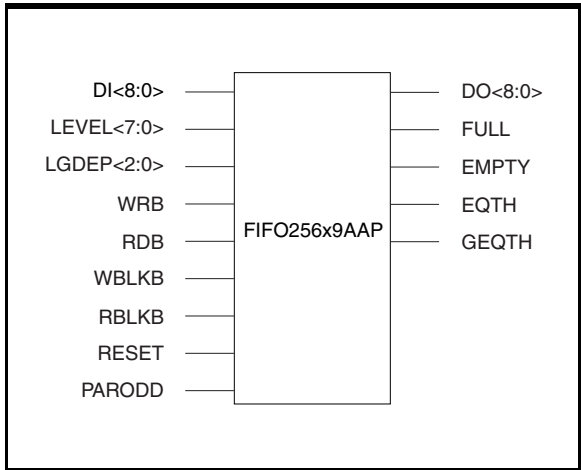 DI<8:0>
LEVEL<7:0>
LGDEP<2:0>
WRB
RDB
WBLKB
RBLKB
RESET
PARODD
FIFO256x9AAP
DO<8:0>
FULL
EMPTY
EQTH
GEQTH